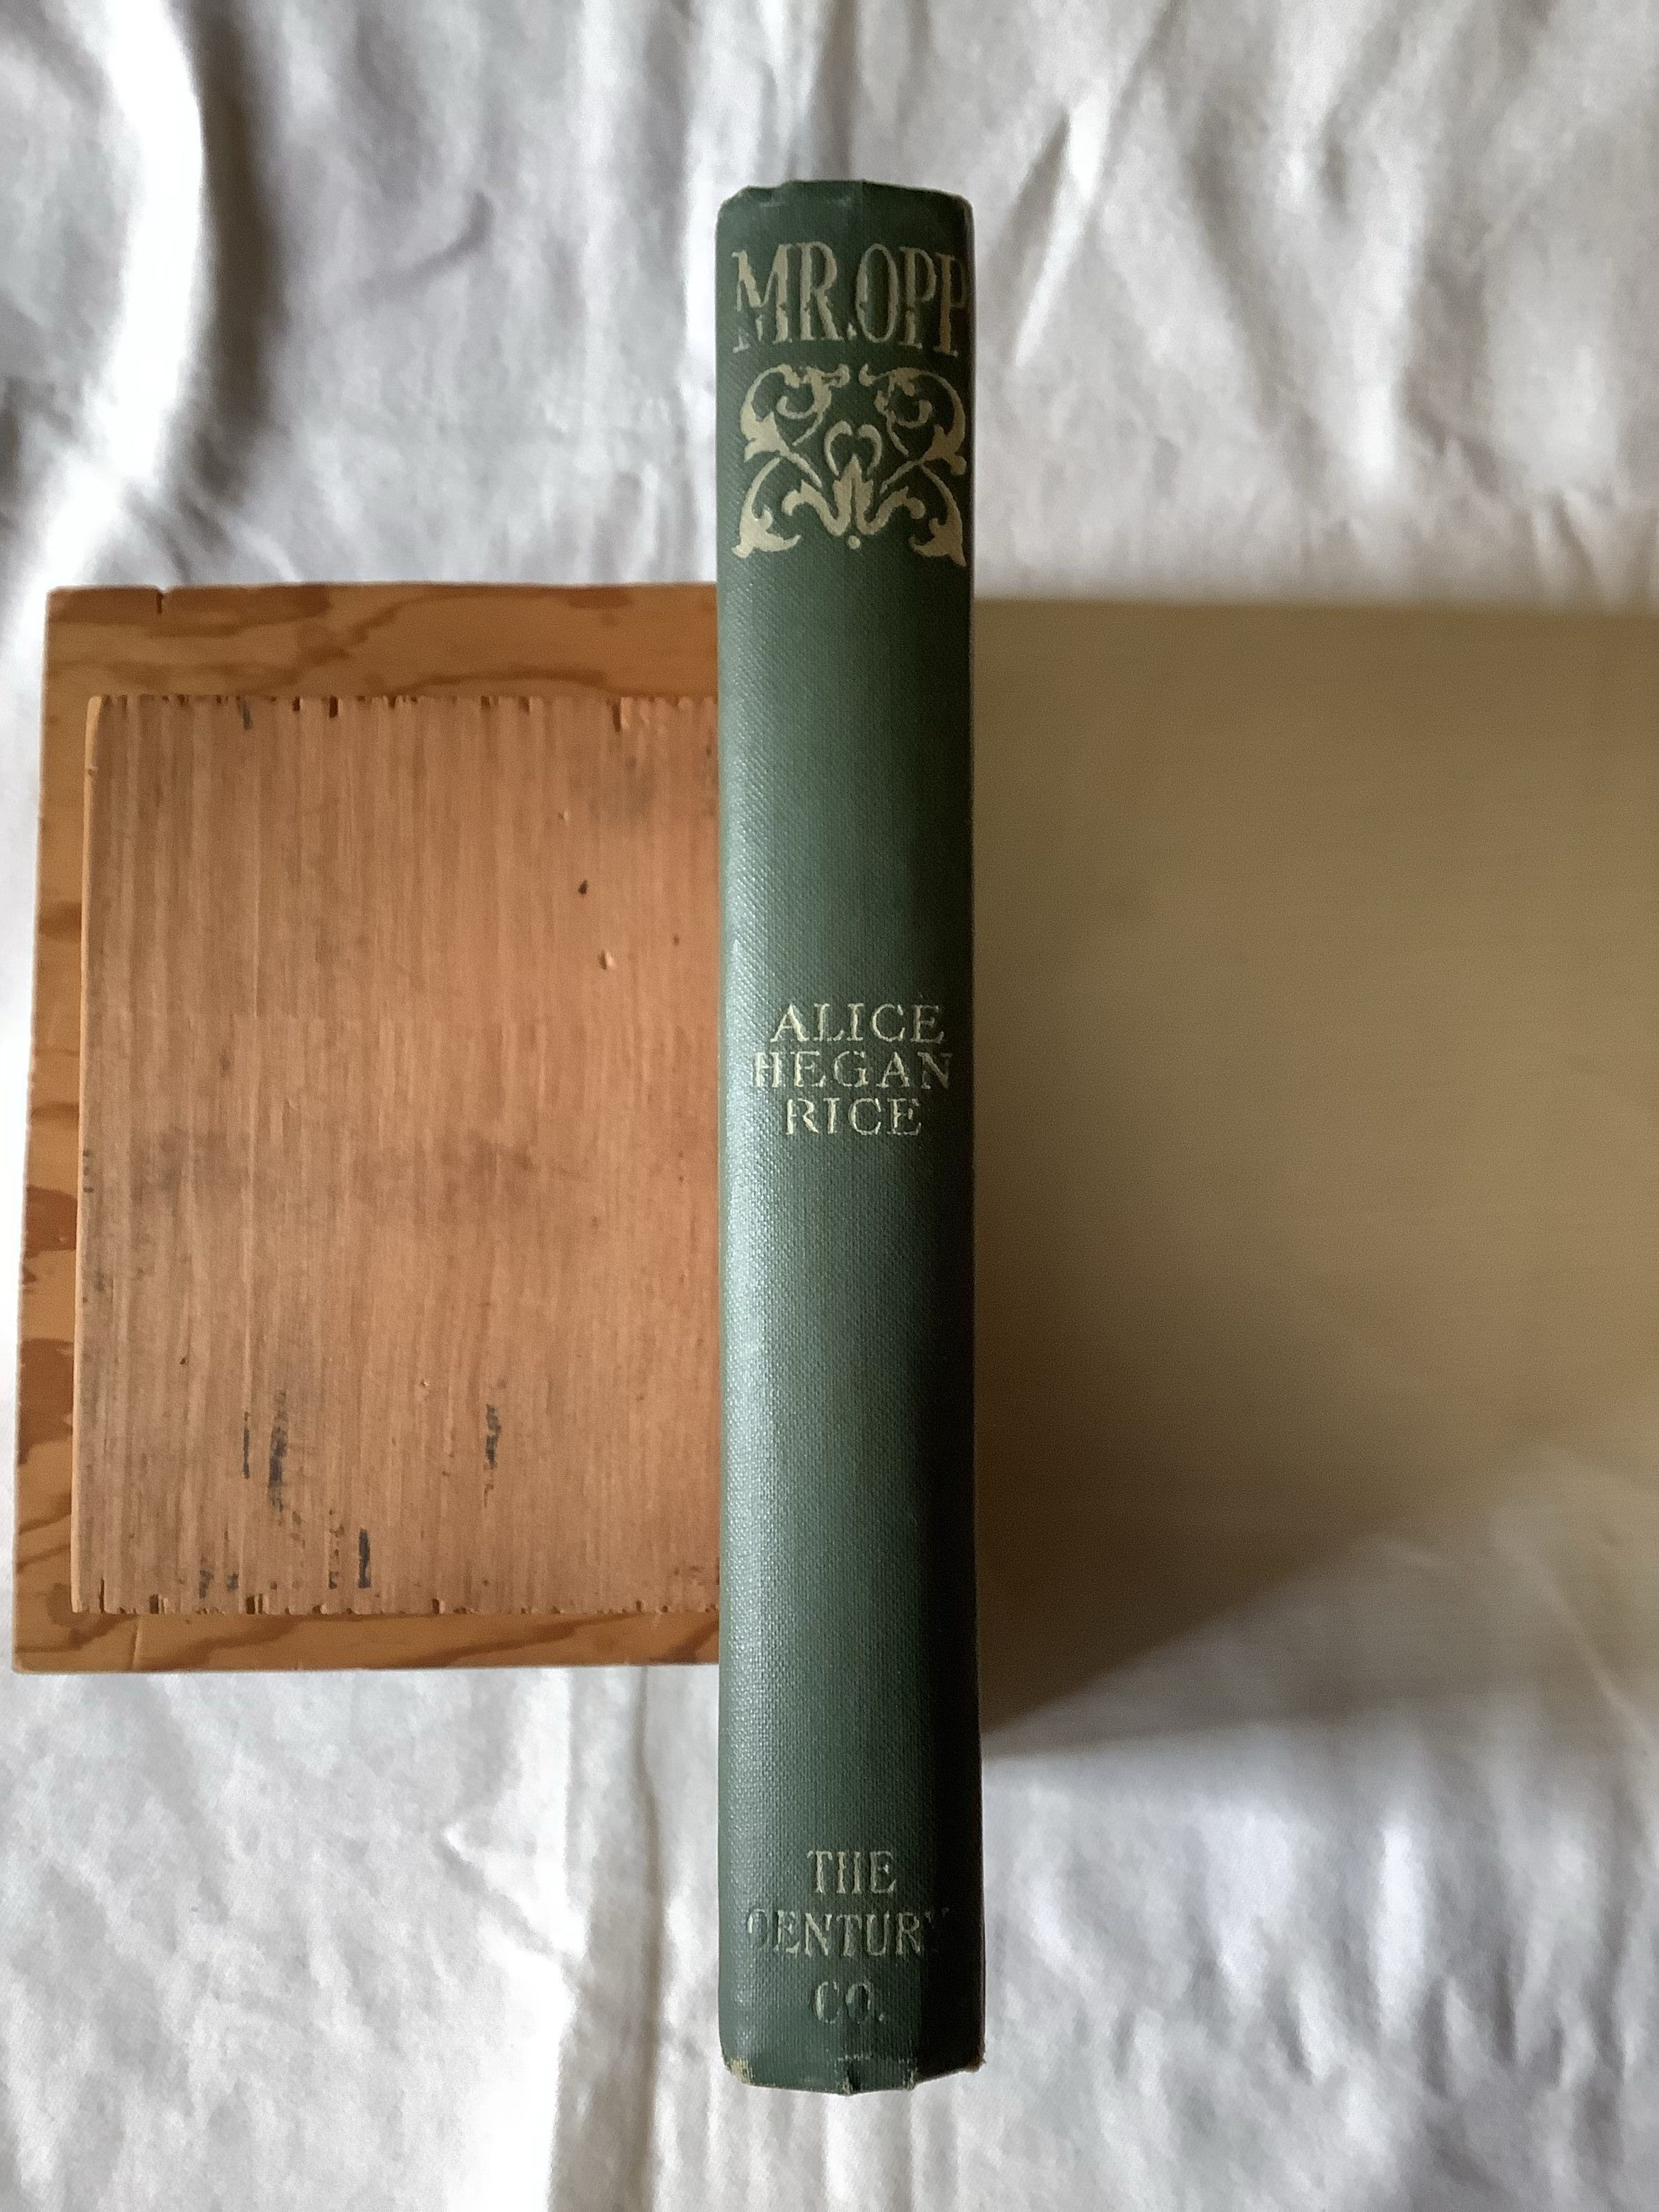 MR. OPP
ALICE
HEGAN
RICE
THE
CENTURY
CO.